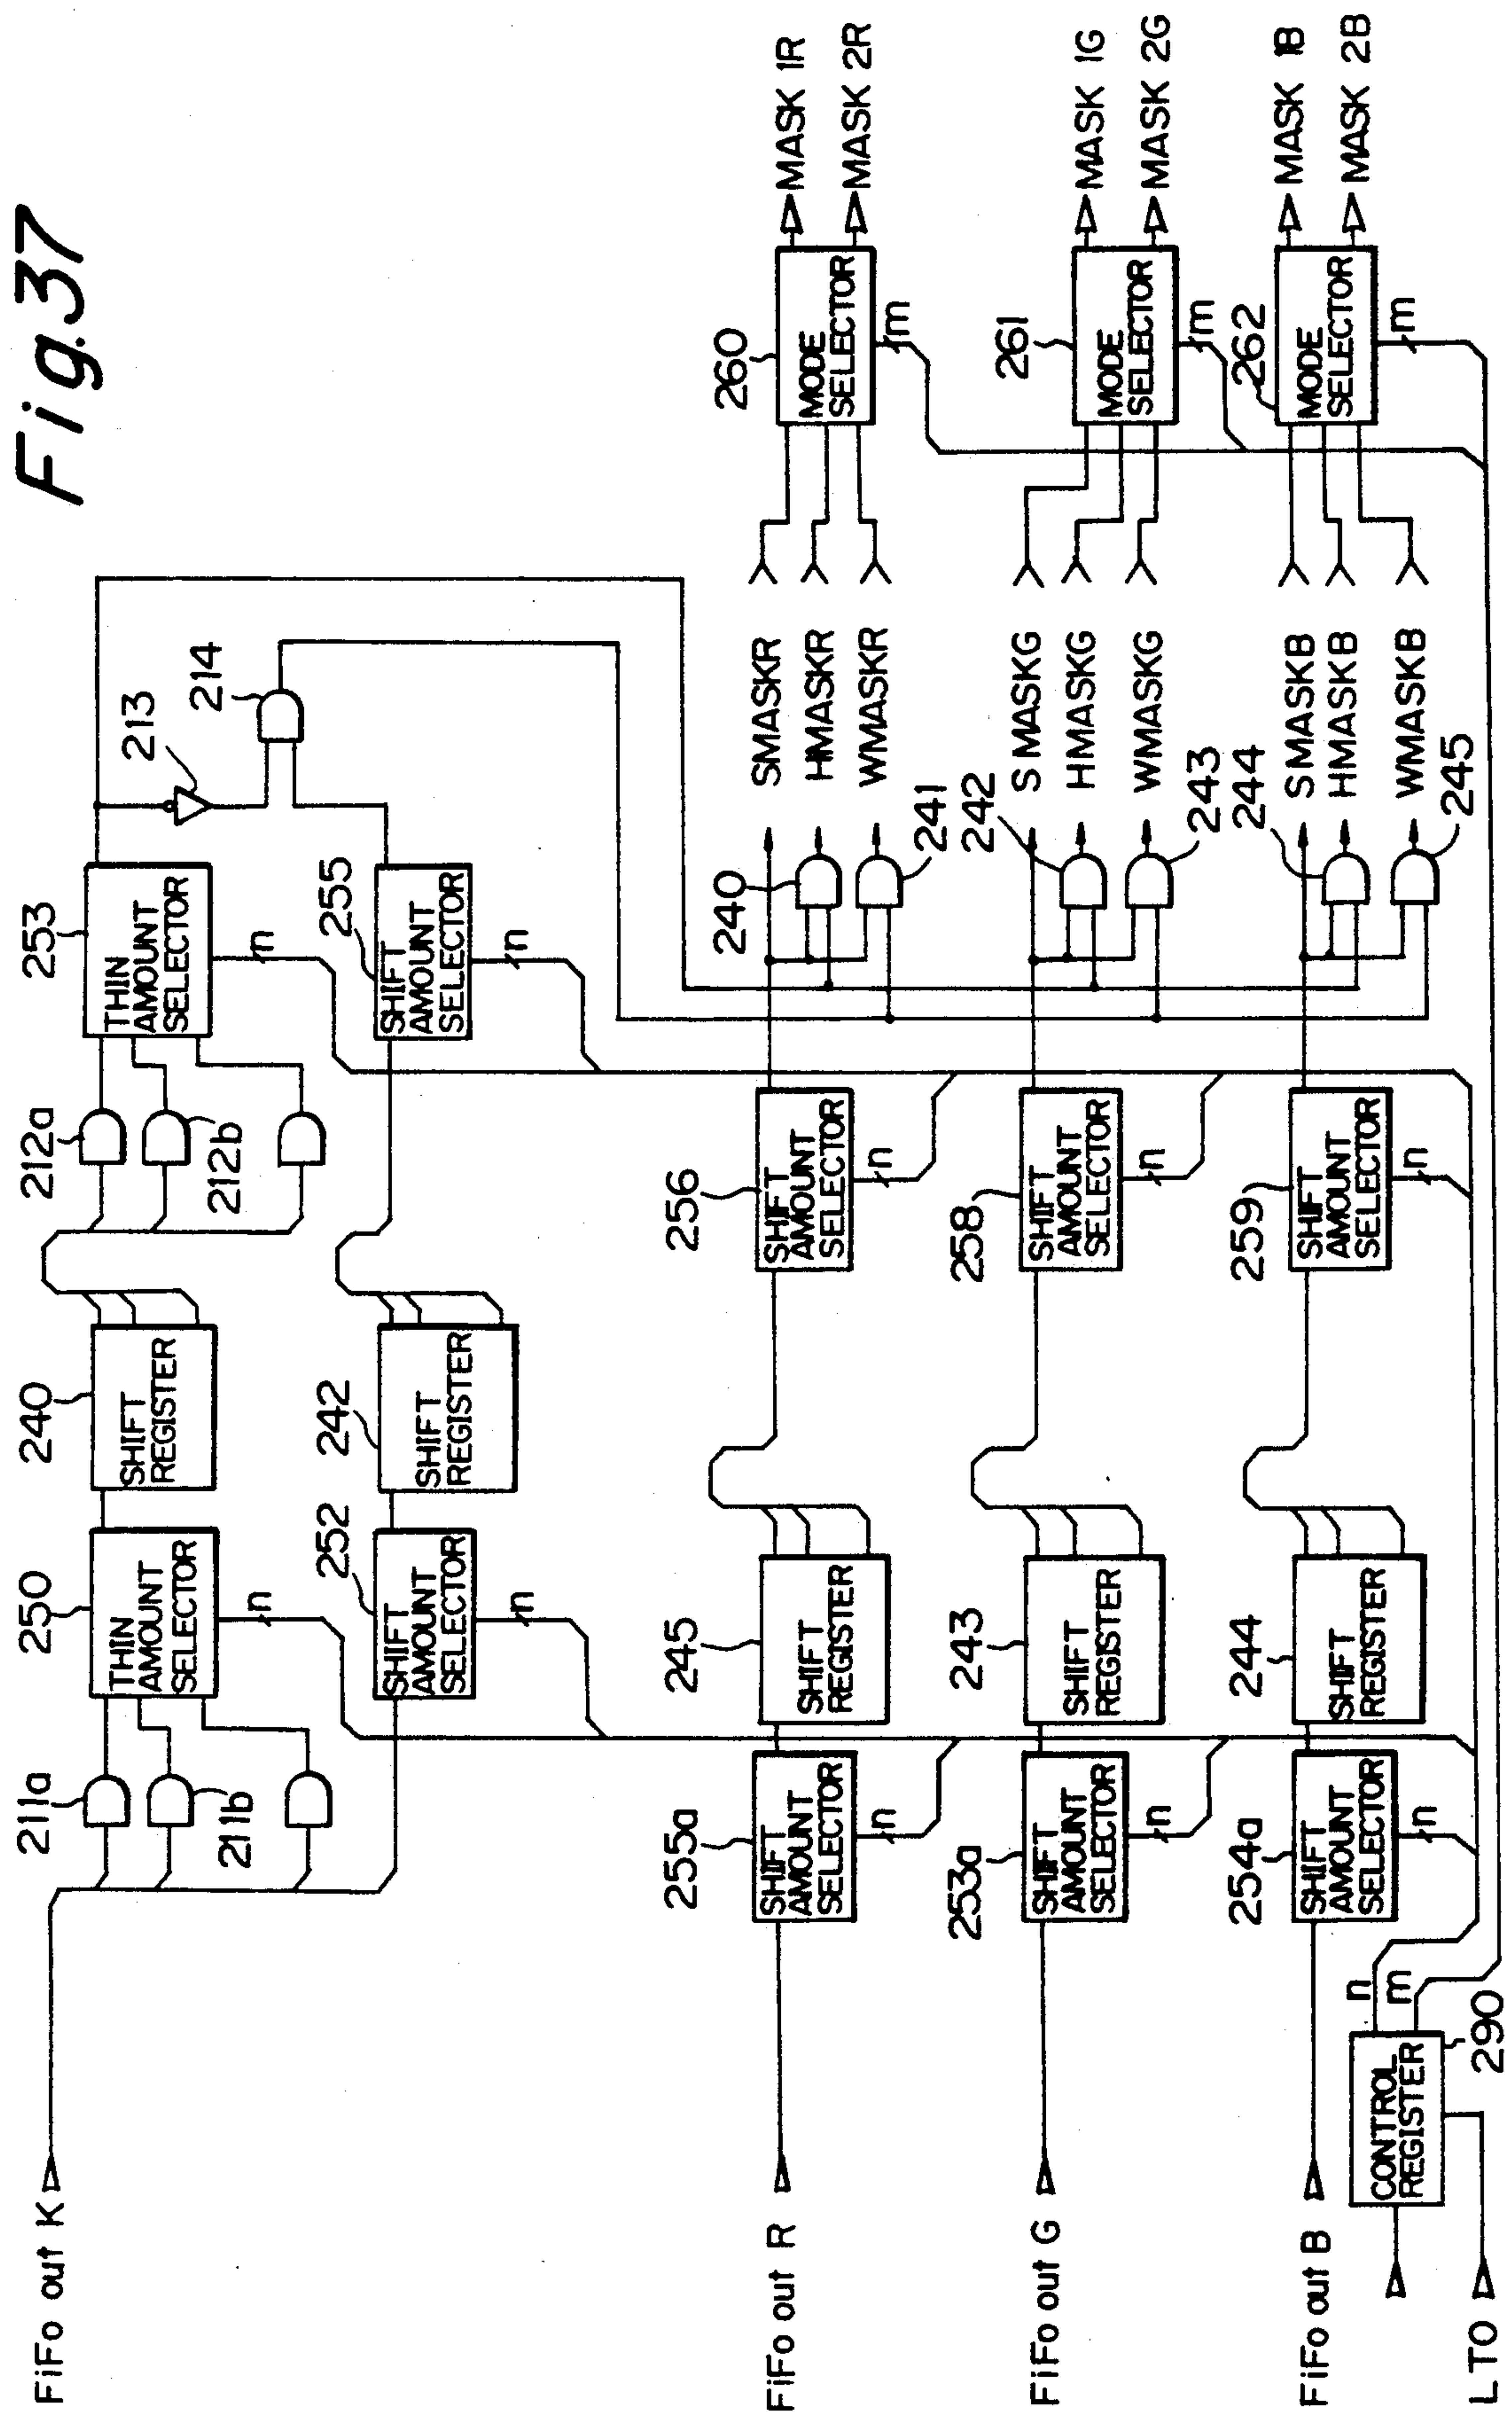 Fig.37
FiFo out K
211a
211b
250
THIN
AMOUNT
SELECTOR
n
240
SHIFT
REGISTER
212a
212b
253
THIN
AMOUNT
SELECTOR
n
213
214
252
SHIFT
AMOUNT
SELECTOR
n
242
SHIFT
REGISTER
255
SHIFT
AMOUNT
SELECTOR
n
FiFo out R
255a
SHIFT
AMOUNT
SELECTOR
n
245
SHIFT
REGISTER
256
SHIFT
AMOUNT
SELECTOR
n
240
241
SMASKR
HMASKR
WMASKR
260
MODE
SELECTOR
m
MASK 1R
MASK 2R
FiFo out G
253a
SHIFT
AMOUNT
SELECTOR
n
243
SHIFT
REGISTER
258
SHIFT
AMOUNT
SELLECTOR
n
242
243
SMASKG
HMASKG
WMASKG
261
MODE
SELECTOR
m
MASK 1G
MASK 2G
FiFo out B
254a
SHIFT
AMOUNT
SELECTOR
n
244
SHIFT
REGISTER
259
SHIFT
AMOUNT
SELECTOR
n
244
245
SMASKB
HMASKB
WMASKB
262
MODE
SELECTOR
m
MASK 1B
MASK 2B
CONTROL
REGISTER
n
m
290
LTO